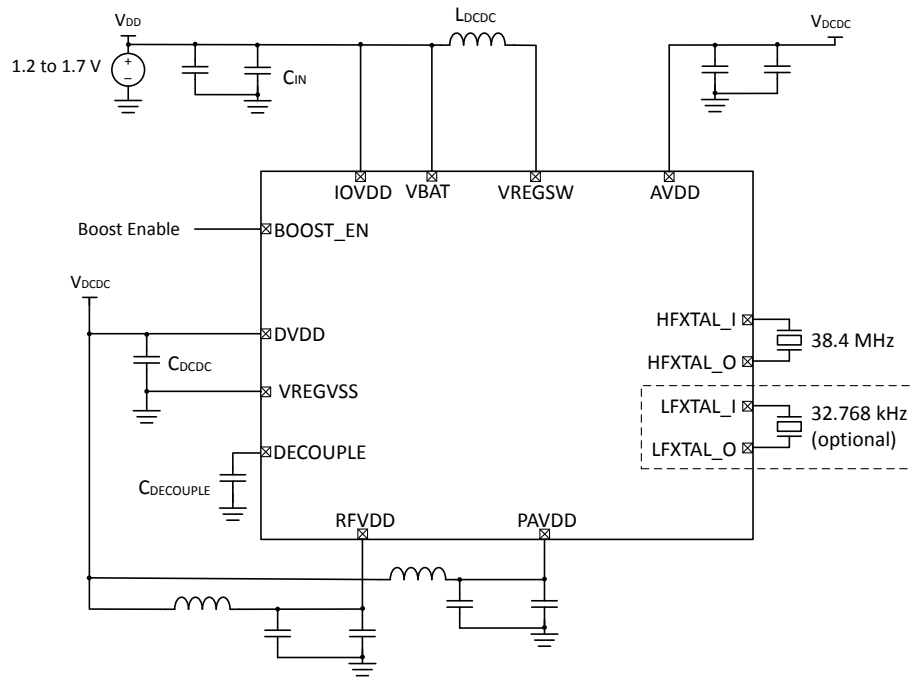 VDD
LDCDC
VDCDC
1.2 to 1.7 V
+
–
CIN
IOVDD
VBAT
VREGSW
AVDD
Boost Enable
BOOST_EN
VDCDC
DVDD
CDCDC
VREGVSS
DECOUPLE
CDECOUPLE
HFXTAL_I
38.4 MHz
HFXTAL_O
LFXTAL_I
32.768 kHz
(optional)
LFXTAL_O
RFVDD
PAVDD